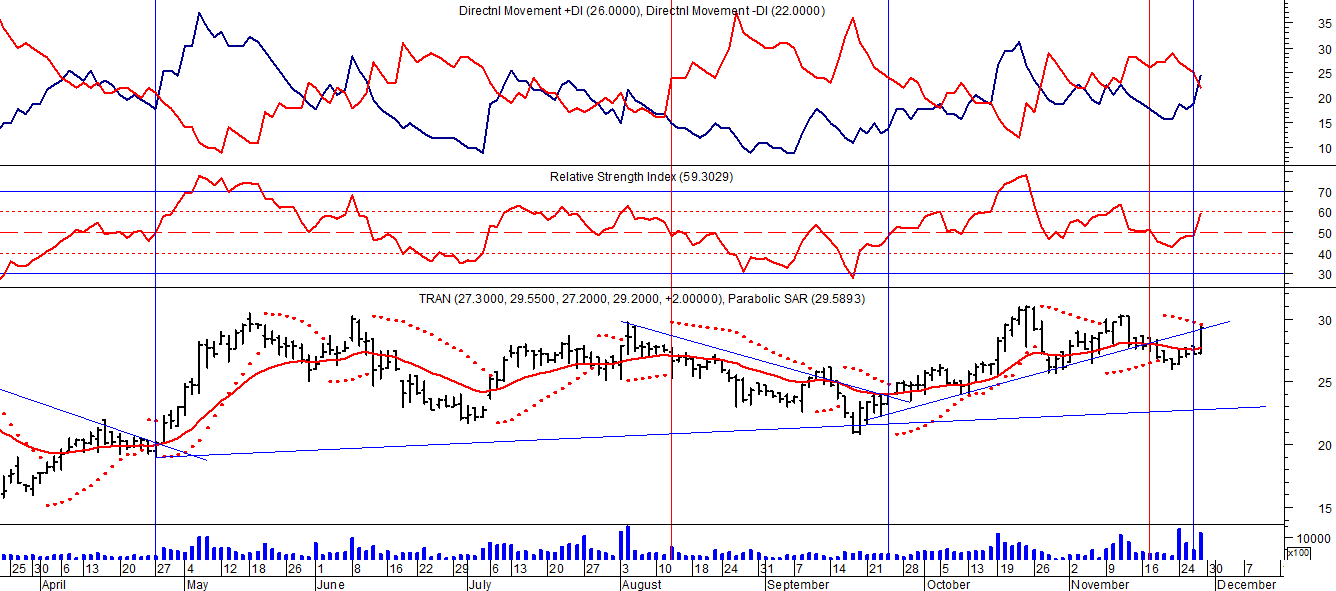 Directnl Movement +DI (26.0000), Directnl Movement -DI (22.0000)
35
30
25
20
15
10
Relative Strength Index (59.3029)
70
60
50
40
30
TRAN (27.3000, 29.5500, 27.2000, 29.2000, +2.00000), Parabolic SAR (29.5893)
30
25
20
15
10000
x100
25 30 6 13 20 27 4 12 18 26 1 8 16 22 29 6 13 20 27 3 10 18 24 31 7 14 21 28 5 13 19 26 2 9 16 24 30 7
April May June July August September October November December